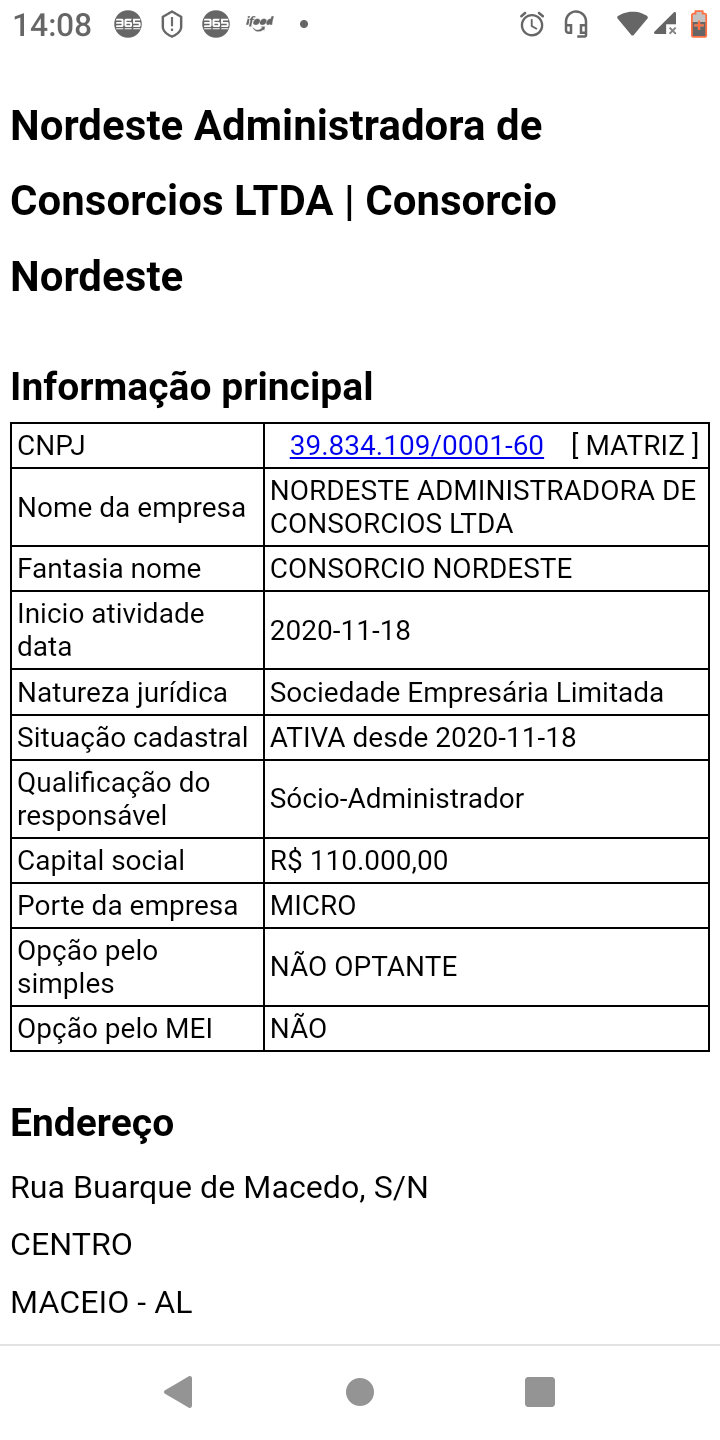 14:08 365 365 ifood
Nordeste Administradora de
Consorcios LTDA | Consorcio
Nordeste
Informação principal
CNPJ 39.834.109/0001-60 [ MATRIZ ]
Nome da empresa NORDESTE ADMINISTRADORA DE
CONSORCIOS LTDA
Fantasia nome CONSORCIO NORDESTE
Inicio atividade
data 2020-11-18
Natureza jurídica Sociedade Empresária Limitada
Situação cadastral ATIVA desde 2020-11-18
Qualificação do
responsável Sócio-Administrador
Capital social R$ 110.000,00
Porte da empresa MICRO
Opção pelo
simples NÃO OPTANTE
Opção pelo MEI NÃO
Endereço
Rua Buarque de Macedo, S/N
CENTRO
MACEIO - AL